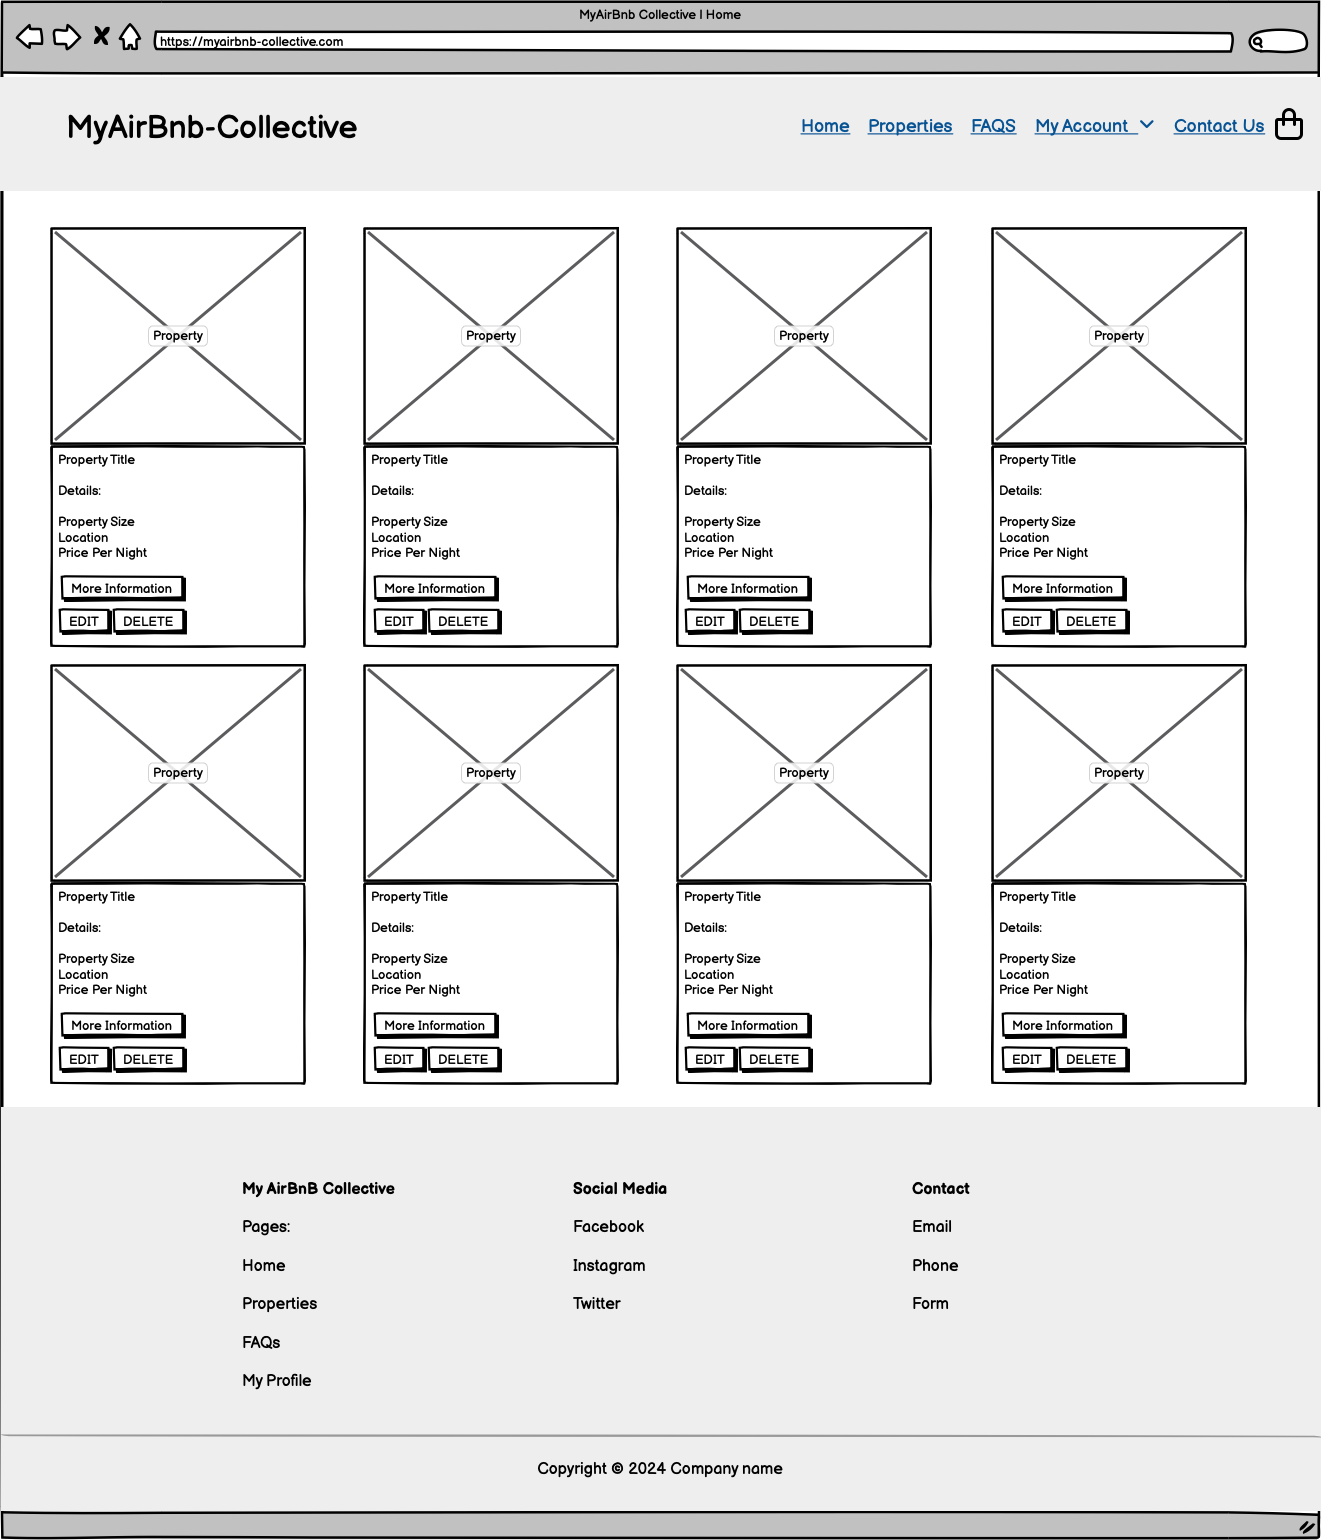 MyAirBnb Collective | Home
https://myairbnb-collective.com
MyAirBnb-Collective
Home Properties FAQS My Account Contact Us
Property Property Property Property
Property Title Property Title Property Title Property Title
Details: Details: Details: Details:
Property Size Property Size Property Size Property Size
Location Location Location Location
Price Per Night Price Per Night Price Per Night Price Per Night
More Information More Information More Information More Information
EDIT DELETE EDIT DELETE EDIT DELETE EDIT DELETE
Property Property Property Property
Property Title Property Title Property Title Property Title
Details: Details: Details: Details:
Property Size Property Size Property Size Property Size
Location Location Location Location
Price Per Night Price Per Night Price Per Night Price Per Night
More Information More Information More Information More Information
EDIT DELETE EDIT DELETE EDIT DELETE EDIT DELETE
My AirBnB Collective
Pages:
Home
Properties
FAQs
My Profile
Social Media
Facebook
Instagram
Twitter
Contact
Email
Phone
Form
Copyright © 2024 Company name